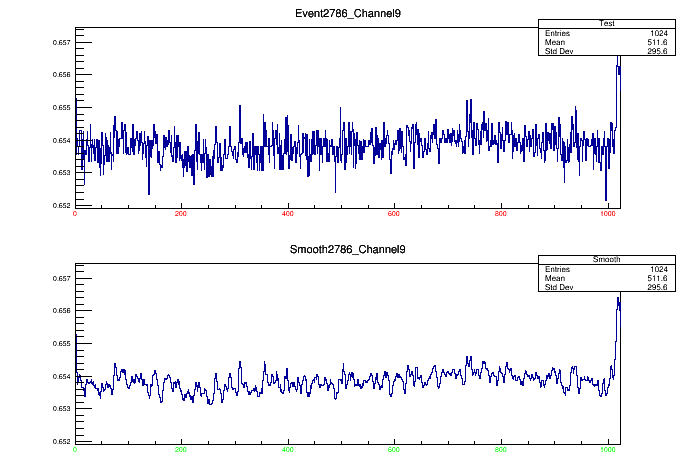 Event2786_Channel9
Test
Entries 1024
Mean 511.6
Std Dev 295.6
0.657
0.656
0.655
0.654
0.653
0.652
0 200 400 600 800 1000
Smooth2786_Channel9
Smooth
Entries 1024
Mean 511.6
Std Dev 295.6
0.657
0.656
0.655
0.654
0.653
0.652
0 200 400 600 800 1000